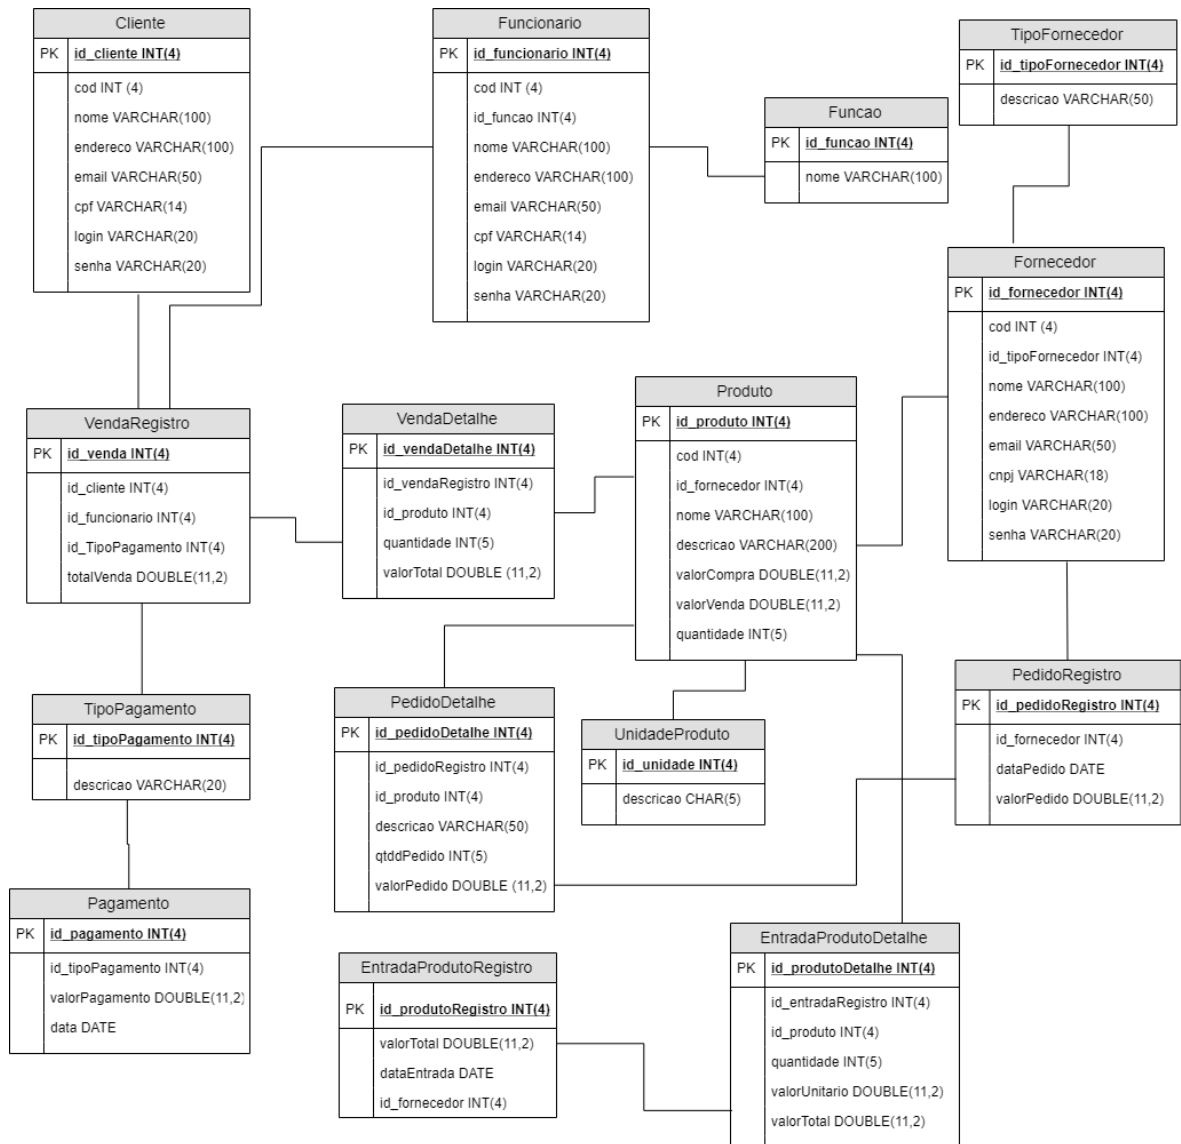 Cliente
PK id_cliente INT(4)
cod INT (4)
nome VARCHAR(100)
endereco VARCHAR(100)
email VARCHAR(50)
cpf VARCHAR(14)
login VARCHAR(20)
senha VARCHAR(20)
Funcionario
PK id_funcionario INT(4)
cod INT (4)
id_funcao INT(4)
nome VARCHAR(100)
endereco VARCHAR(100)
email VARCHAR(50)
cpf VARCHAR(14)
login VARCHAR(20)
senha VARCHAR(20)
Funcao
PK id_funcao INT(4)
nome VARCHAR(100)
TipoFornecedor
PK id_tipoFornecedor INT(4)
descricao VARCHAR(50)
Fornecedor
PK id_fornecedor INT(4)
cod INT (4)
id_tipoFornecedor INT(4)
nome VARCHAR(100)
endereco VARCHAR(100)
email VARCHAR(50)
cnpj VARCHAR(18)
login VARCHAR(20)
senha VARCHAR(20)
VendaRegistro
PK id_venda INT(4)
id_cliente INT(4)
id_funcionario INT(4)
id_TipoPagamento INT(4)
totalVenda DOUBLE(11,2)
VendaDetalhe
PK id_vendaDetalhe INT(4)
id_vendaRegistro INT(4)
id_produto INT(4)
quantidade INT(5)
valorTotal DOUBLE (11,2)
Produto
PK id_produto INT(4)
cod INT(4)
id_fornecedor INT(4)
nome VARCHAR(100)
descricao VARCHAR(200)
valorCompra DOUBLE(11,2)
valorVenda DOUBLE(11,2)
quantidade INT(5)
TipoPagamento
PK id_tipoPagamento INT(4)
descricao VARCHAR(20)
PedidoDetalhe
PK id_pedidoDetalhe INT(4)
id_pedidoRegistro INT(4)
id_produto INT(4)
descricao VARCHAR(50)
qtddPedido INT(5)
valorPedido DOUBLE (11,2)
UnidadeProduto
PK id_unidade INT(4)
descricao CHAR(5)
PedidoRegistro
PK id_pedidoRegistro INT(4)
id_fornecedor INT(4)
dataPedido DATE
valorPedido DOUBLE(11,2)
Pagamento
PK id_pagamento INT(4)
id_tipoPagamento INT(4)
valorPagamento DOUBLE(11,2)
data DATE
EntradaProdutoRegistro
PK id_produtoRegistro INT(4)
valorTotal DOUBLE(11,2)
dataEntrada DATE
id_fornecedor INT(4)
EntradaProdutoDetalhe
PK id_produtoDetalhe INT(4)
id_entradaRegistro INT(4)
id_produto INT(4)
quantidade INT(5)
valorUnitario DOUBLE(11,2)
valorTotal DOUBLE(11,2)